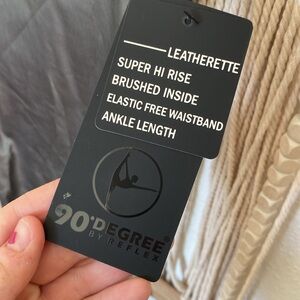 LEATHERETTE
SUPER HI RISE
BRUSHED INSIDE
ELASTIC FREE WAISTBAND
ANKLE LENGTH
90°DEGREE
BY REFLEX